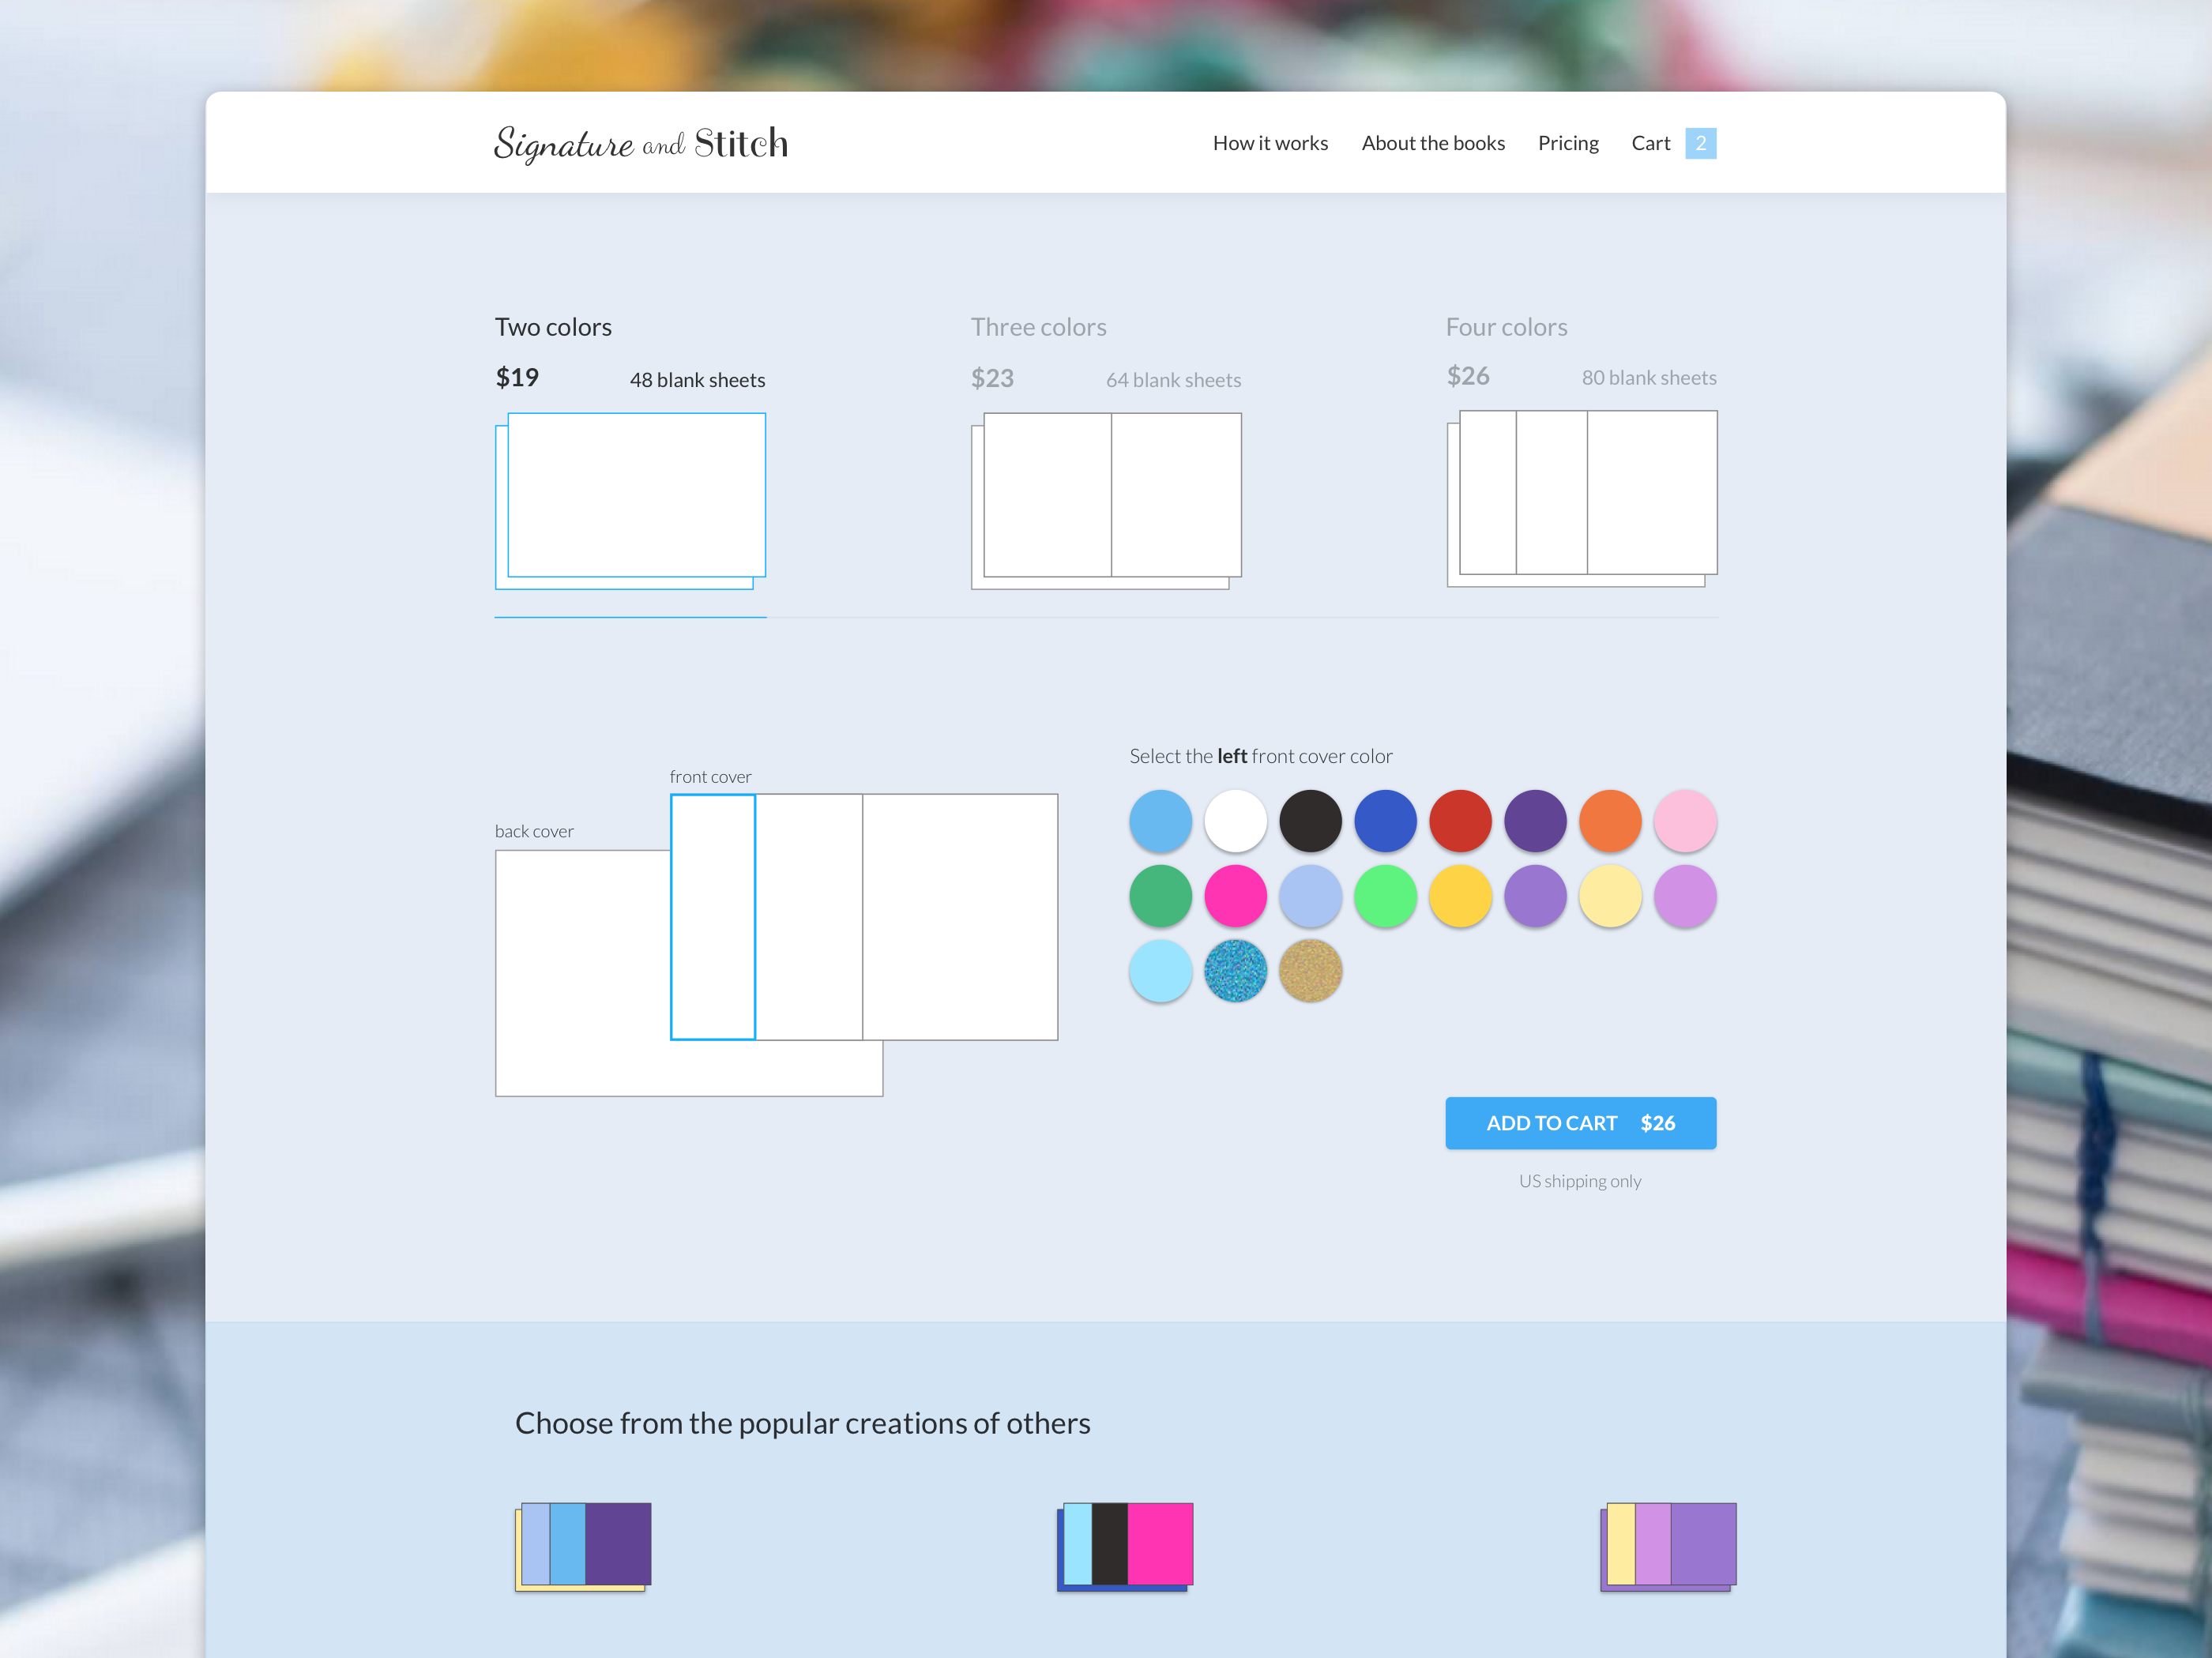 Signature and Stitch
How it works About the books Pricing Cart 2
Two colors
$19 48 blank sheets
Three colors
$23 64 blank sheets
Four colors
$26 80 blank sheets
front cover
back cover
Select the left front cover color
ADD TO CART $26
US shipping only
Choose from the popular creations of others